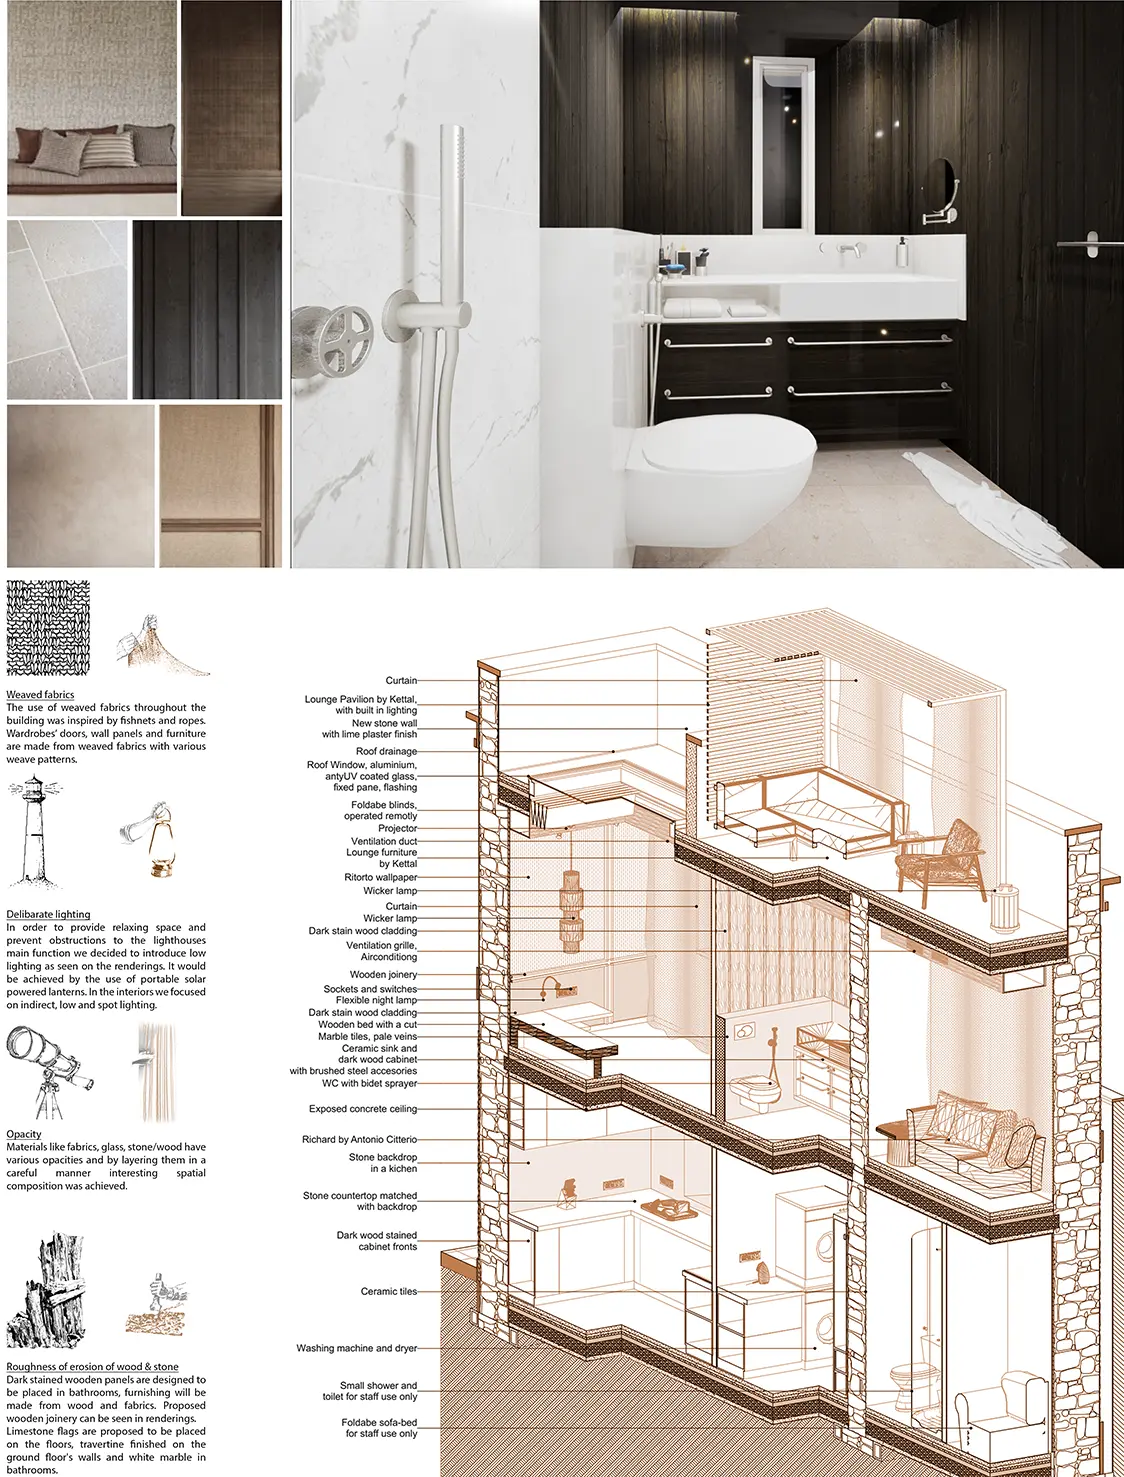 Weaved fabrics
The use of weaved fabrics throughout the
building was inspired by fishnets and ropes.
Wardrobes' doors, wall panels and furniture
are made from weaved fabrics with various
weave patterns.
Delibarate lighting
In order to provide relaxing space and
prevent obstructions to the lighthouses
main function we decided to introduce low
lighting as seen on the renderings. It would
be achieved by the use of portable solar
powered lanterns. In the interiors we focused
on indirect, low and spot lighting.
Opacity
Materials like fabrics, glass, stone/wood have
various opacities and by layering them in a
careful manner interesting spatial
composition was achieved.
Roughness of erosion of wood & stone
Dark stained wooden panels are designed to
be placed in bathrooms, furnishing will be
made from wood and fabrics. Proposed
wooden joinery can be seen in renderings.
Limestone flags are proposed to be placed
on the floors, travertine finished on the
ground floor's walls and white marble in
bathrooms.
Curtain
Lounge Pavilion by Kettal,
with built in lighting
New stone wall
with lime plaster finish
Roof drainage
Roof Window, aluminium,
antyUV coated glass,
fixed pane, flashing
Foldabe blinds,
operated remotly
Projector
Ventilation duct
Lounge furniture
by Kettal
Ritorto wallpaper
Wicker lamp
Curtain
Wicker lamp
Dark stain wood cladding
Ventilation grille,
Airconditiong
Wooden joinery
Sockets and switches
Flexible night lamp
Dark stain wood cladding
Wooden bed with a cut
Marble tiles, pale veins
Ceramic sink and
dark wood cabinet
with brushed steel accesories
WC with bidet sprayer
Exposed concrete ceiling
Richard by Antonio Citterio
Stone backdrop
in a kichen
Stone countertop matched
with backdrop
Dark wood stained
cabinet fronts
Ceramic tiles
Washing machine and dryer
Small shower and
toilet for staff use only
Foldabe sofa-bed
for staff use only